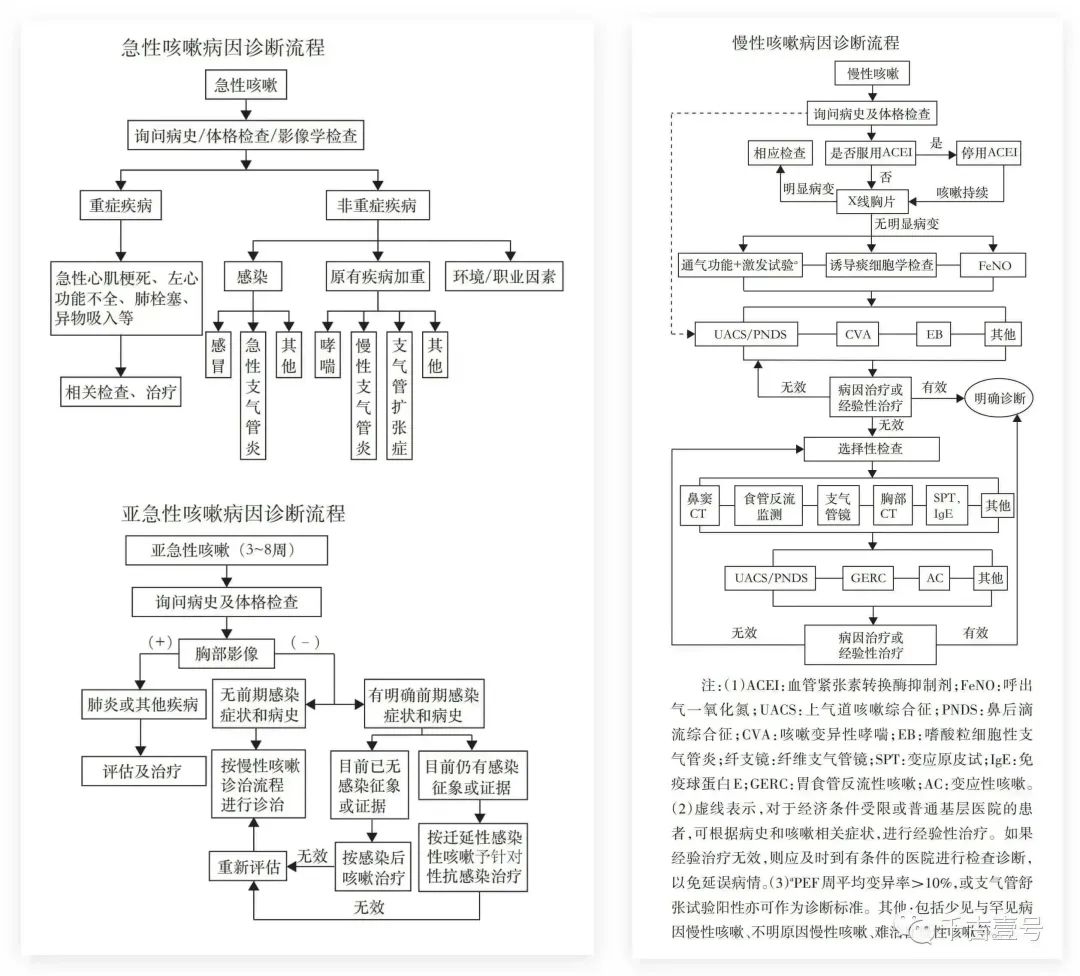 急性咳嗽病因诊断流程
急性咳嗽
询问病史/体格检查/影像学检查
重症疾病
非重症疾病
急性心肌梗死、左心
功能不全、肺栓塞、
异物吸入等
感染
原有疾病加重
环境/职业因素
感冒
急性支气管炎
其他
哮喘
慢性支气管炎
支气管扩张症
其他
相关检查、治疗
亚急性咳嗽病因诊断流程
亚急性咳嗽（3~8周）
询问病史及体格检查
(+)
(−)
胸部影像
肺炎或其他疾病
评估及治疗
无前期感染
症状和病史
有明确前期感染
症状和病史
按慢性咳嗽
诊治流程
进行诊治
目前已无
感染征象
或证据
目前仍有感染
征象或证据
重新评估
无效
按感染后
咳嗽治疗
按迁延性感染
性咳嗽予针对
性抗感染治疗
无效
慢性咳嗽病因诊断流程
慢性咳嗽
询问病史及体格检查
相应检查
是否服用ACEI
是
停用ACEI
否
明显病变
X线胸片
咳嗽持续
无明显病变
通气功能+激发试验a
诱导痰细胞学检查
FeNO
UACS/PNDS
CVA
EB
其他
无效
病因治疗或
经验性治疗
有效
明确诊断
无效
选择性检查
鼻窦
CT
食管反流
监测
支气
管镜
胸部
CT
SPT,
IgE
其他
UACS/PNDS
GERC
AC
其他
无效
病因治疗或
经验性治疗
有效
注:(1)ACEI:血管紧张素转换酶抑制剂;FeNO:呼出
气一氧化氮;UACS:上气道咳嗽综合征;PNDS:鼻后滴
流综合征;CVA:咳嗽变异性哮喘;EB:嗜酸粒细胞性支
气管炎;纤支镜:纤维支气管镜;SPT:变应原皮试;IgE:免
疫球蛋白E;GERC:胃食管反流性咳嗽;AC:变应性咳嗽。
(2)虚线表示,对于经济条件受限或普通基层医院的患
者,可根据病史和咳嗽相关症状,进行经验性治疗。如果
经验治疗无效,则应及时到有条件的医院进行检查诊断,
以免延误病情。(3)aPEF周平均变异率>10%,或支气管舒
张试验阳性亦可作为诊断标准。其他:包括少见与罕见病
因慢性咳嗽、不明原因慢性咳嗽、难治 性咳嗽等。
壹号